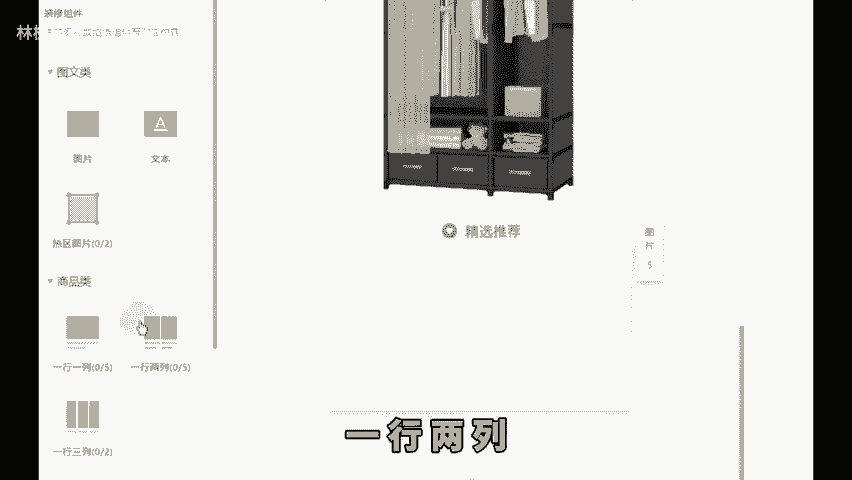 装修组件
图文类
图片
文本
热区图片(0/2)
商品类
一行一列(0/5)
一行两列(0/5)
一行三列(0/2)
精选推荐
图
片
5
一行两列